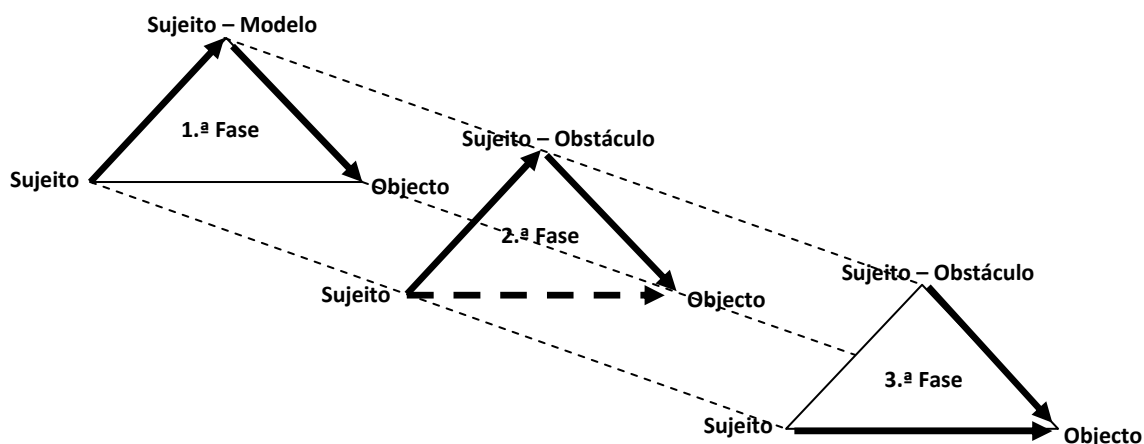 Sujeito – Modelo
1.ª Fase
Sujeito
Objecto
Sujeito – Obstáculo
2.ª Fase
Sujeito
Objecto
Sujeito – Obstáculo
3.ª Fase
Sujeito
Objecto